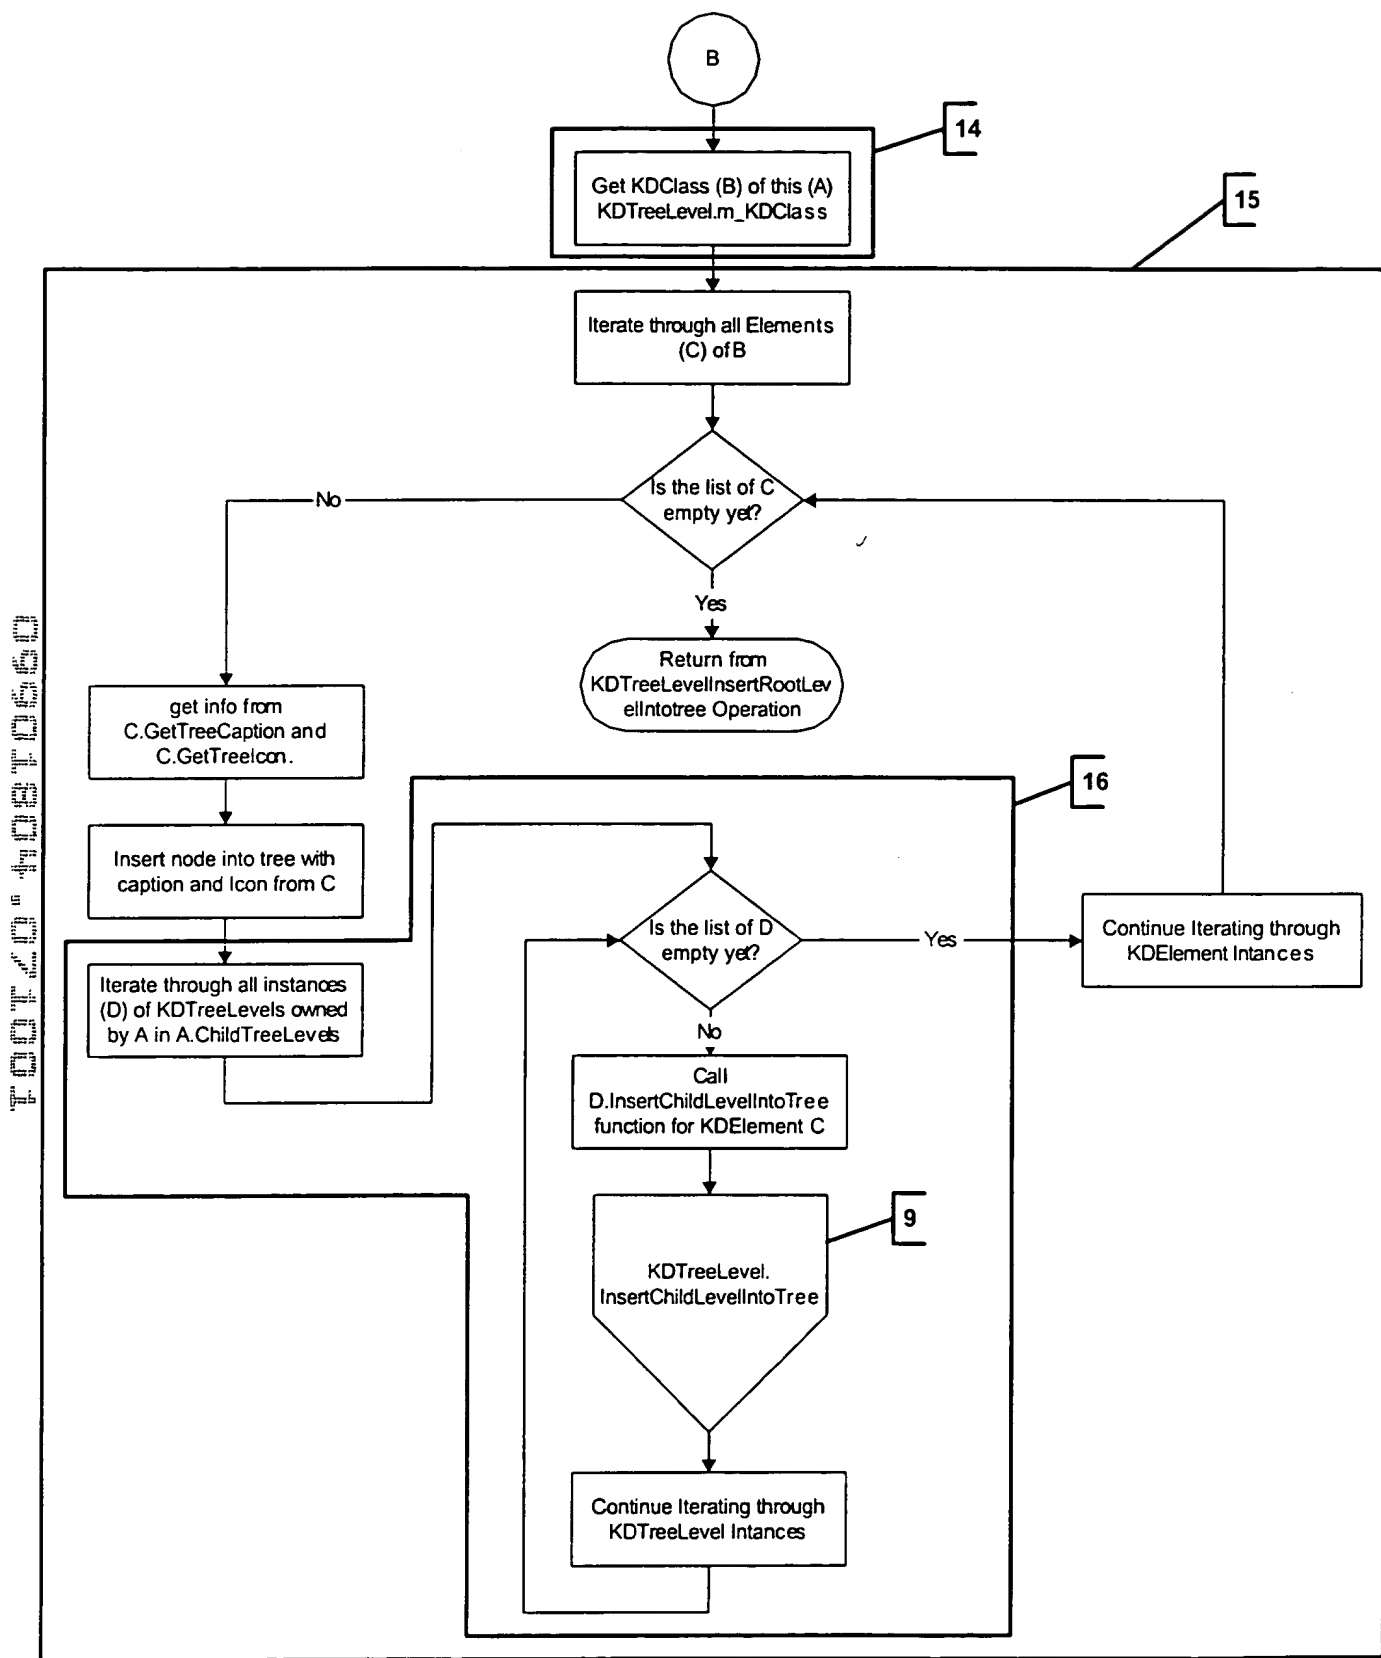 B
14
Get KDClass (B) of this (A)
KDTreeLevel.m_KDClass
15
Iterate through all Elements
(C) of B
Is the list of C
empty yet?
No
Yes
Return from
KDTreeLevelInsertRootLev
elIntotree Operation
get info from
C.GetTreeCaption and
C.GetTreeIcon.
16
Insert node into tree with
caption and Icon from C
Is the list of D
empty yet?
Yes
Continue Iterating through
KDElement Intances
Iterate through all instances
(D) of KDTreeLevels owned
by A in A.ChildTreeLevels
No
Call
D.InsertChildLevelIntoTree
function for KDElement C
9
KDTreeLevel.
InsertChildLevelIntoTree
Continue Iterating through
KDTreeLevel Intances